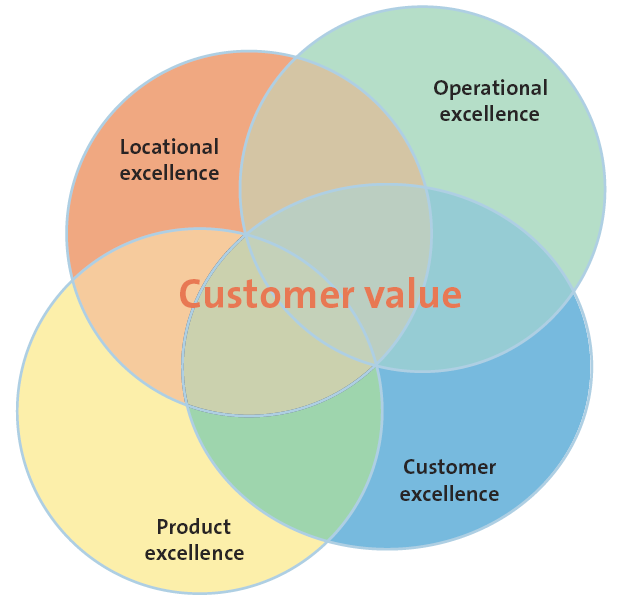 Operational
excellence
Locational
excellence
Customer value
Customer
excellence
Product
excellence